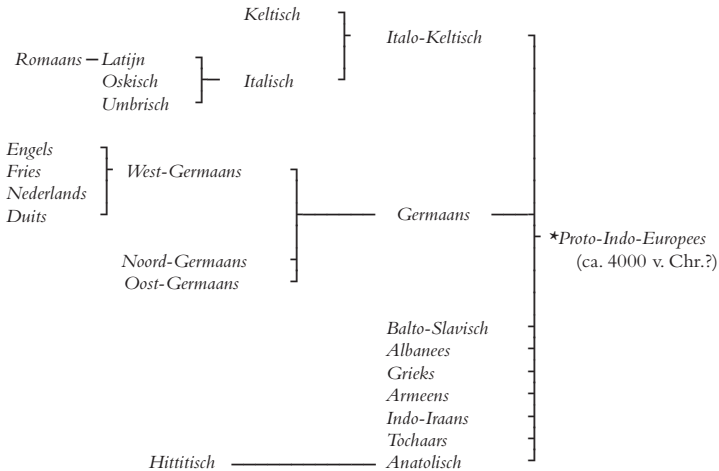 Keltisch
Italo-Keltisch
Romaans Latijn
Oskisch Italisch
Umbrisch
Engels
Fries West-Germaans
Nederlands
Duits Germaans
*Proto-Indo-Europees
Noord-Germaans (ca. 4000 v. Chr.?)
Oost-Germaans
Balto-Slavisch
Albanees
Grieks
Armeens
Indo-Iraans
Tochaars
Hittitisch Anatolisch